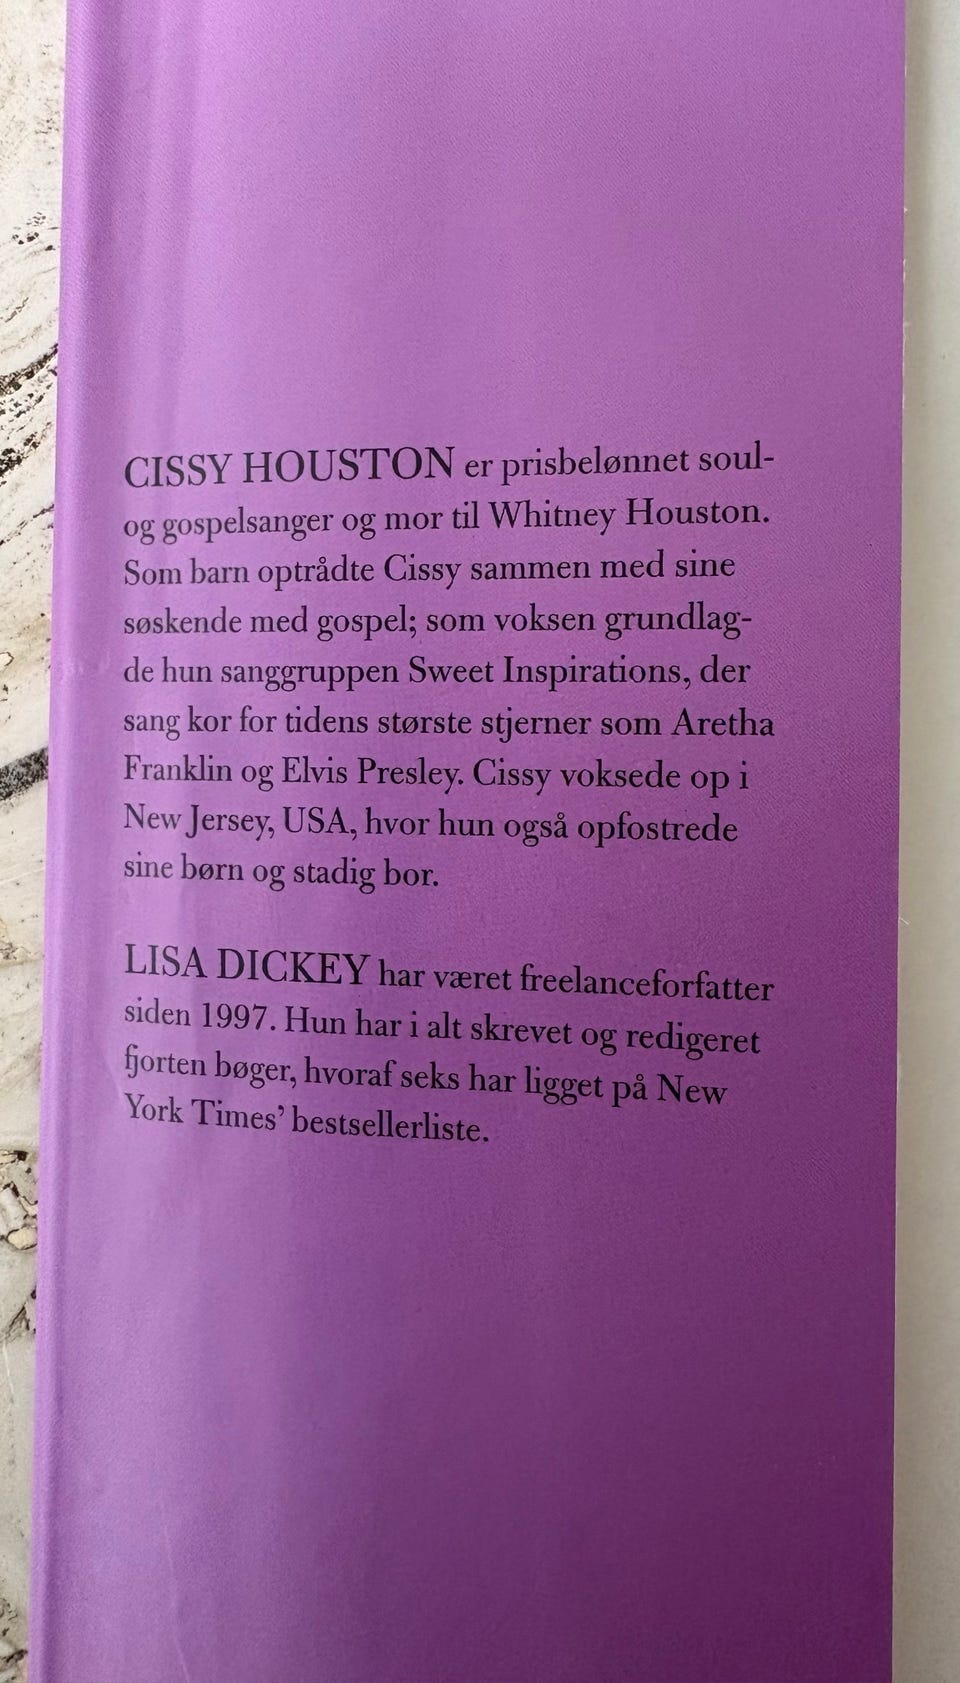 CISSY HOUSTON er prisbelønnet soul-
og gospelsanger og mor til Whitney Houston.
Som barn optrådte Cissy sammen med sine
søskende med gospel; som voksen grundlag-
de hun sanggruppen Sweet Inspirations, der
sang kor for tidens største stjerner som Aretha
Franklin og Elvis Presley. Cissy voksede op i
New Jersey, USA, hvor hun også opfostrede
sine børn og stadig bor.
LISA DICKEY har været freelanceforfatter
siden 1997. Hun har i alt skrevet og redigeret
fjorten bøger, hvoraf seks har ligget på New
York Times’ bestsellerliste.